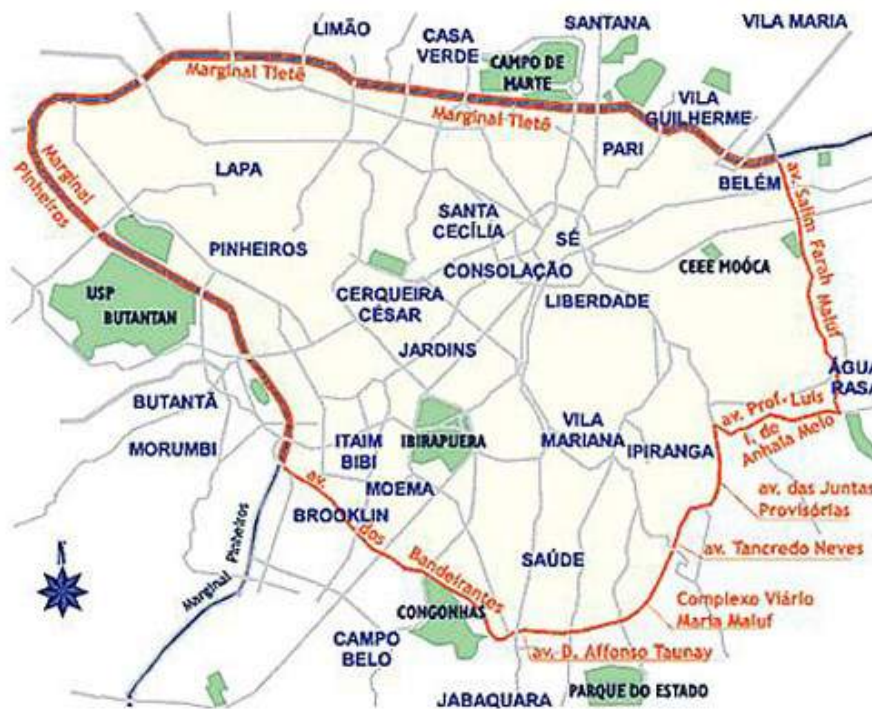 LIMÃO
CASA
VERDE
SANTANA
VILA MARIA
CAMPO DE
MARTE
Marginal Tietê
Marginal Tietê
VILA
GUILHERME
PARI
BELÉM
LAPA
Marginal
Pinheiros
SANTA
CECÍLIA
SÉ
av. Salim Farah Maluf
PINHEIROS
CONSOLAÇÃO
CEEE MOÓCA
USP
BUTANTAN
CERQUEIRA
CÉSAR
LIBERDADE
JARDINS
ÁGUA
RASA
BUTANTÃ
MORUMBI
ITAIM
BIBI
IBIRAPUERA
VILA
MARIANA
IPIRANGA
av. Prof. Luis
I. de
Anhaia Melo
MOEMA
av. das Juntas
Provisórias
BROOKLIN
av. dos Bandeirantes
Marginal Pinheiros
N
SAÚDE
av. Tancredo Neves
CONGONHAS
Complexo Viário
Maria Maluf
CAMPO
BELO
av. D. Affonso Taunay
JABAQUARA
PARQUE DO ESTADO